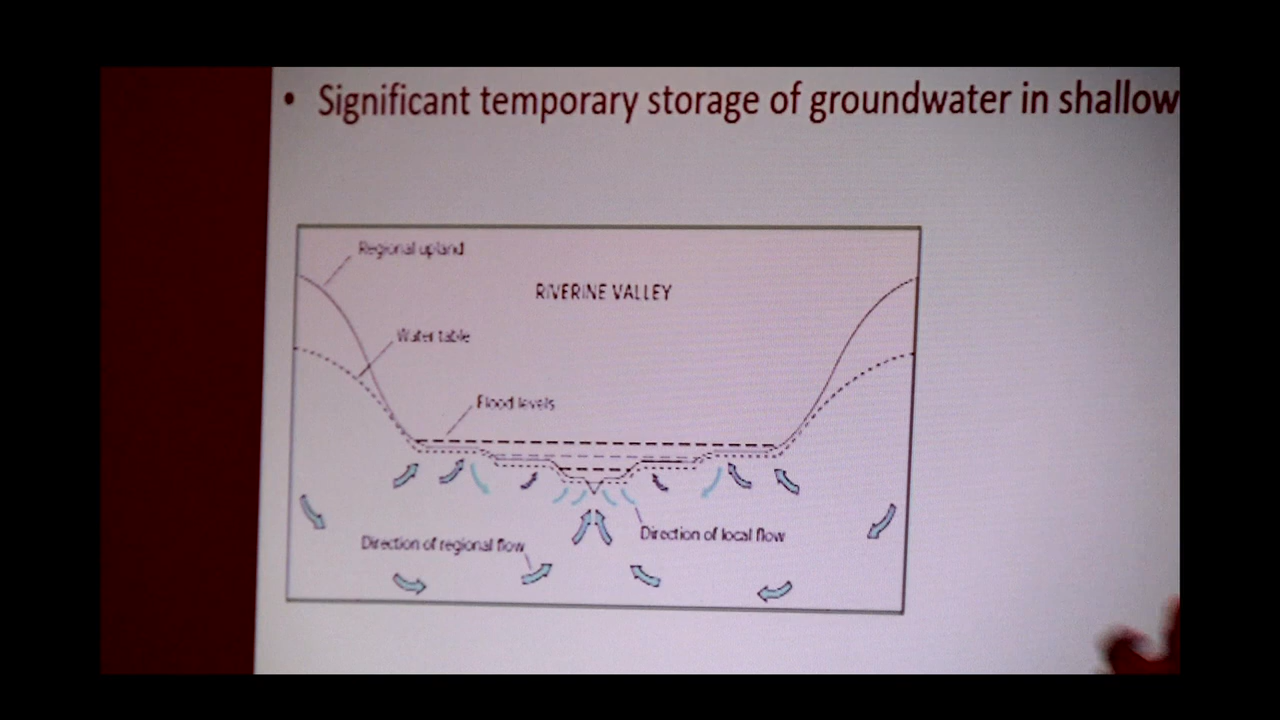 • Significant temporary storage of groundwater in shallow
Regional upland
RIVERINE VALLEY
Water table
Flood levels
Direction of local flow
Direction of regional flow